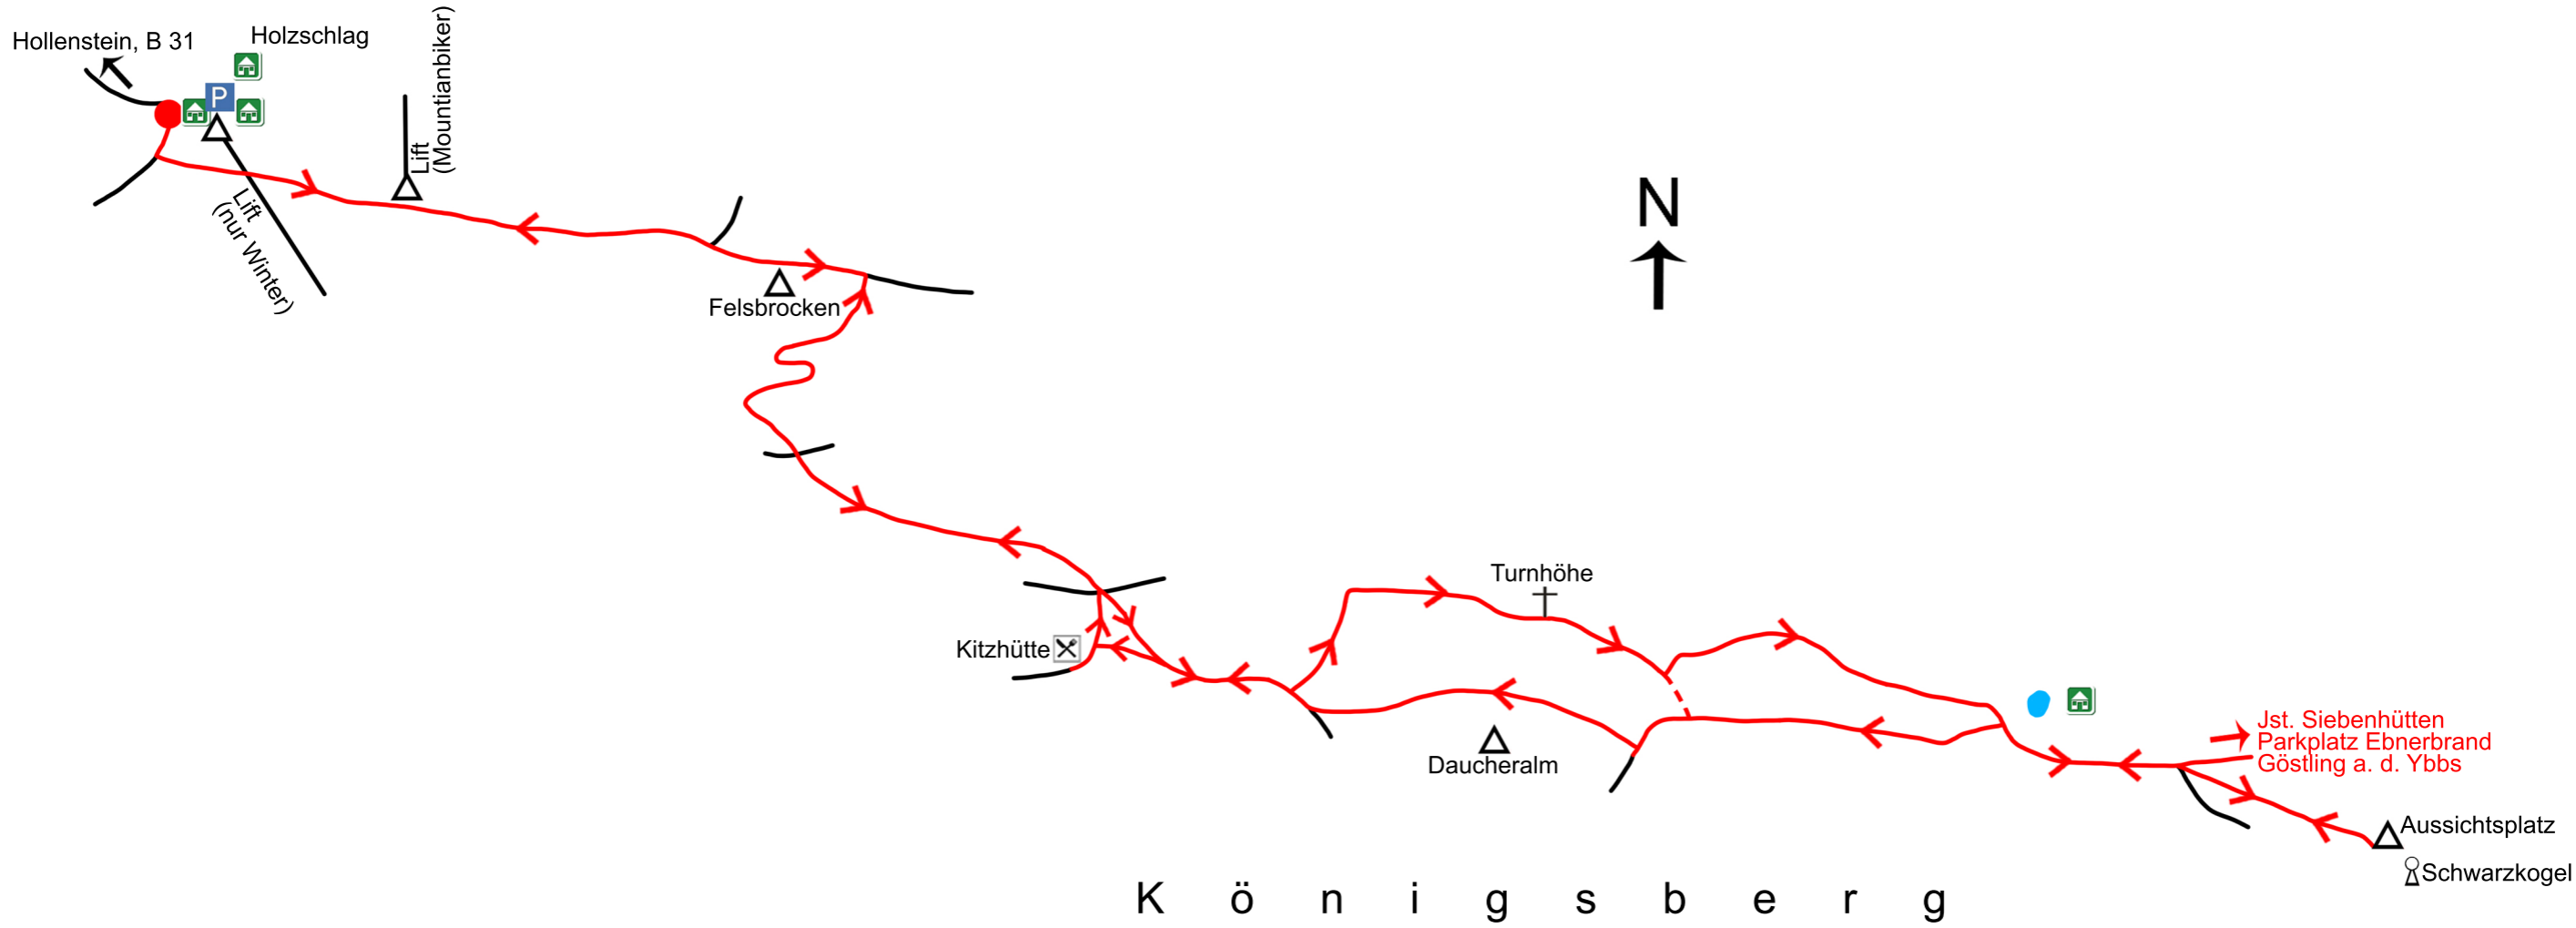 Hollenstein, B 31
Holzschlag
P
Lift
(Mountianbiker)
Lift
(nur Winter)
N
Felsbrocken
Turnhöhe
Kitzhütte
Daucheralm
Jst. Siebenhütten
Parkplatz Ebnerbrand
Göstling a. d. Ybbs
Aussichtsplatz
Schwarzkogel
Königsberg